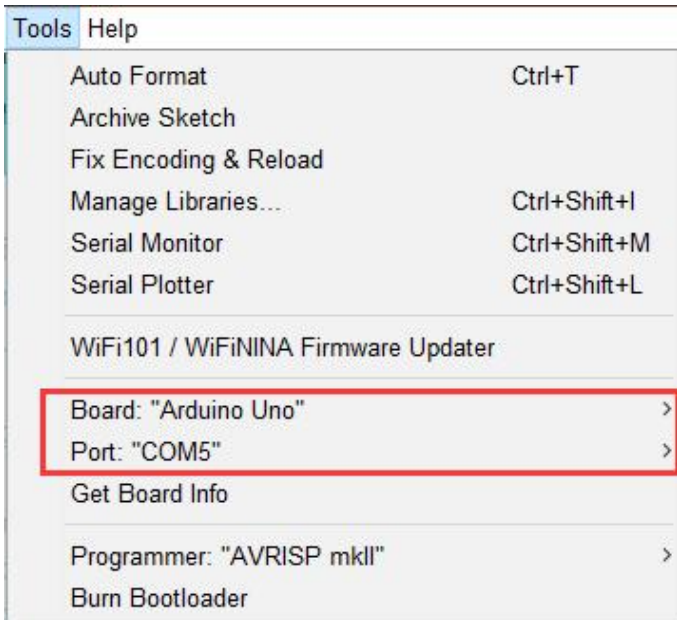 Tools Help
Auto Format Ctrl+T
Archive Sketch
Fix Encoding & Reload
Manage Libraries... Ctrl+Shift+I
Serial Monitor Ctrl+Shift+M
Serial Plotter Ctrl+Shift+L
WiFi101 / WiFiNINA Firmware Updater
Board: "Arduino Uno" >
Port: "COM5" >
Get Board Info
Programmer: "AVRISP mkII" >
Burn Bootloader